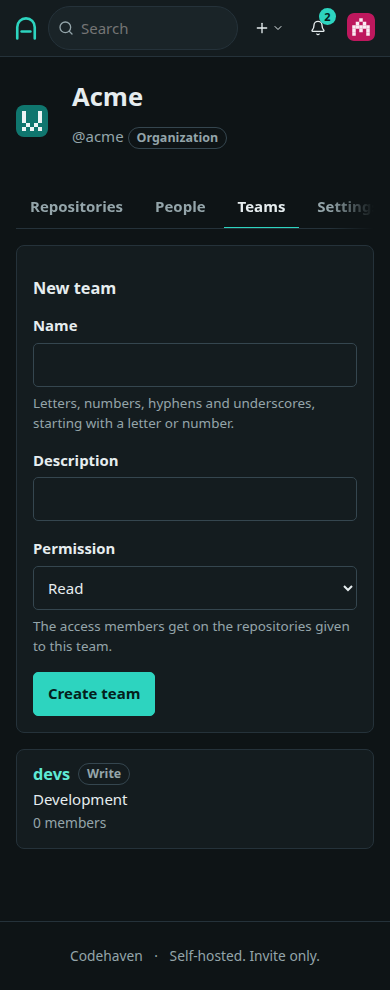 Search
2
Acme
@acme Organization
Repositories People Teams Setting
New team
Name
Letters, numbers, hyphens and underscores,
starting with a letter or number.
Description
Permission
Read
The access members get on the repositories given
to this team.
Create team
devs Write
Development
0 members
Codehaven · Self-hosted. Invite only.